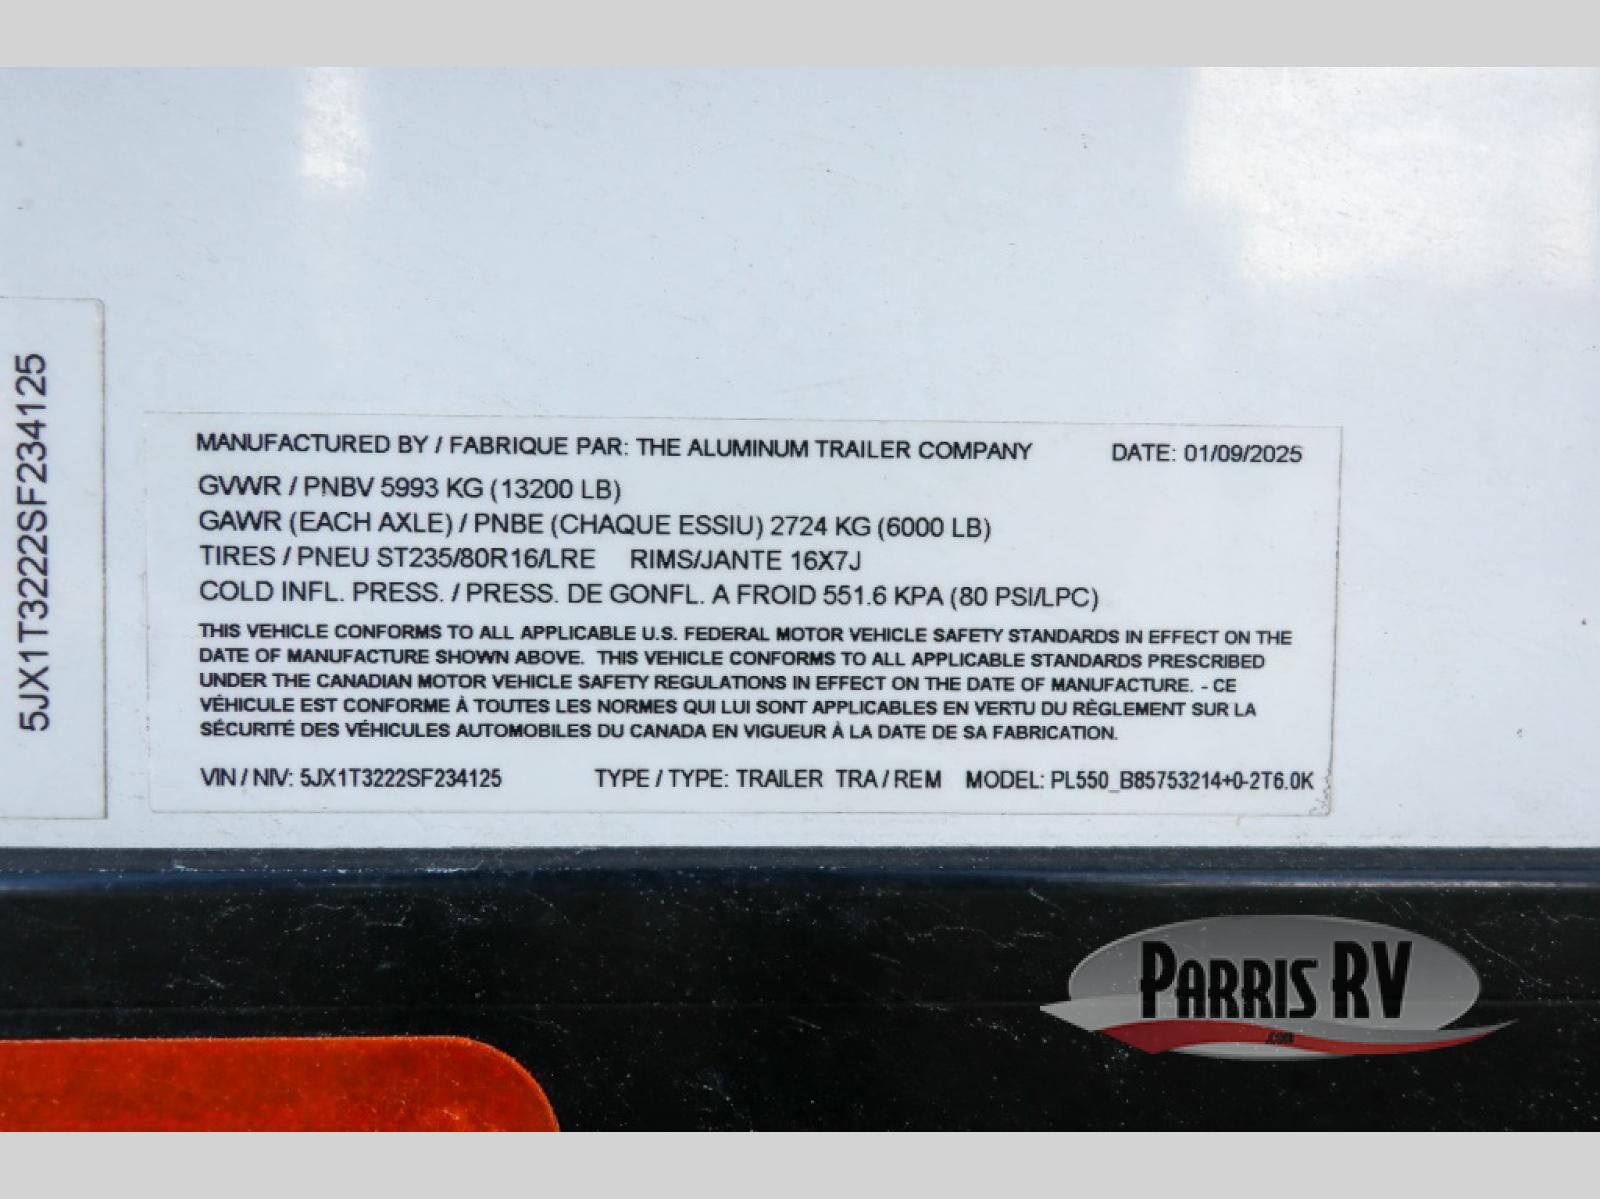 5JX1T3222SF234125
MANUFACTURED BY / FABRIQUE PAR: THE ALUMINUM TRAILER COMPANY DATE: 01/09/2025
GVWR / PNBV 5993 KG (13200 LB)
GAWR (EACH AXLE) / PNBE (CHAQUE ESSIU) 2724 KG (6000 LB)
TIRES / PNEU ST235/80R16/LRE RIMS/JANTE 16X7J
COLD INFL. PRESS. / PRESS. DE GONFL. A FROID 551.6 KPA (80 PSI/LPC)
THIS VEHICLE CONFORMS TO ALL APPLICABLE U.S. FEDERAL MOTOR VEHICLE SAFETY STANDARDS IN EFFECT ON THE
DATE OF MANUFACTURE SHOWN ABOVE. THIS VEHICLE CONFORMS TO ALL APPLICABLE STANDARDS PRESCRIBED
UNDER THE CANADIAN MOTOR VEHICLE SAFETY REGULATIONS IN EFFECT ON THE DATE OF MANUFACTURE. - CE
VÉHICULE EST CONFORME À TOUTES LES NORMES QUI LUI SONT APPLICABLES EN VERTU DU RÈGLEMENT SUR LA
SÉCURITÉ DES VÉHICULES AUTOMOBILES DU CANADA EN VIGUEUR À LA DATE DE SA FABRICATION.
VIN / NIV: 5JX1T3222SF234125 TYPE / TYPE: TRAILER TRA / REM MODEL: PL550_B85753214+0-2T6.0K
PARRIS RV
.COM